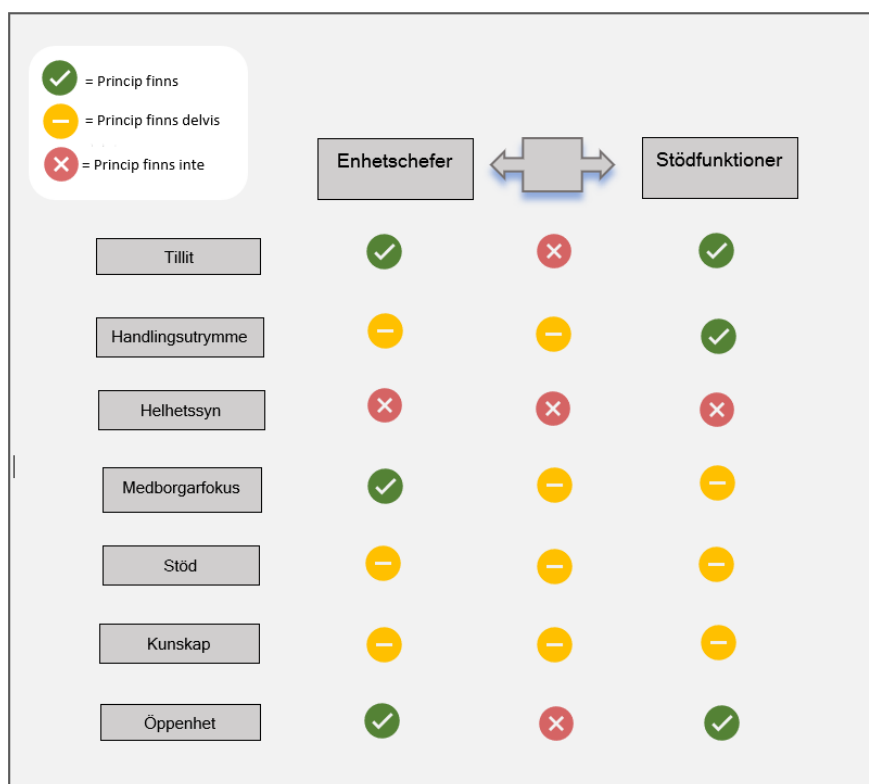 = Princip finns
= Princip finns delvis
= Princip finns inte
Enhetschefer
Stödfunktioner
Tillit
Handlingsutrymme
Helhetssyn
Medborgarfokus
Stöd
Kunskap
Öppenhet